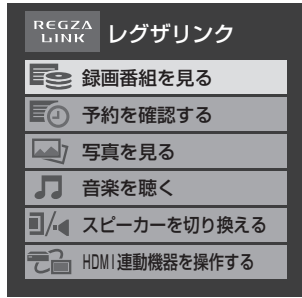 REGZA
LINK
レグザリンク
録画番組を見る
予約を確認する
写真を見る
音楽を聴く
スピーカーを切り換える
HDMI連動機器を操作する